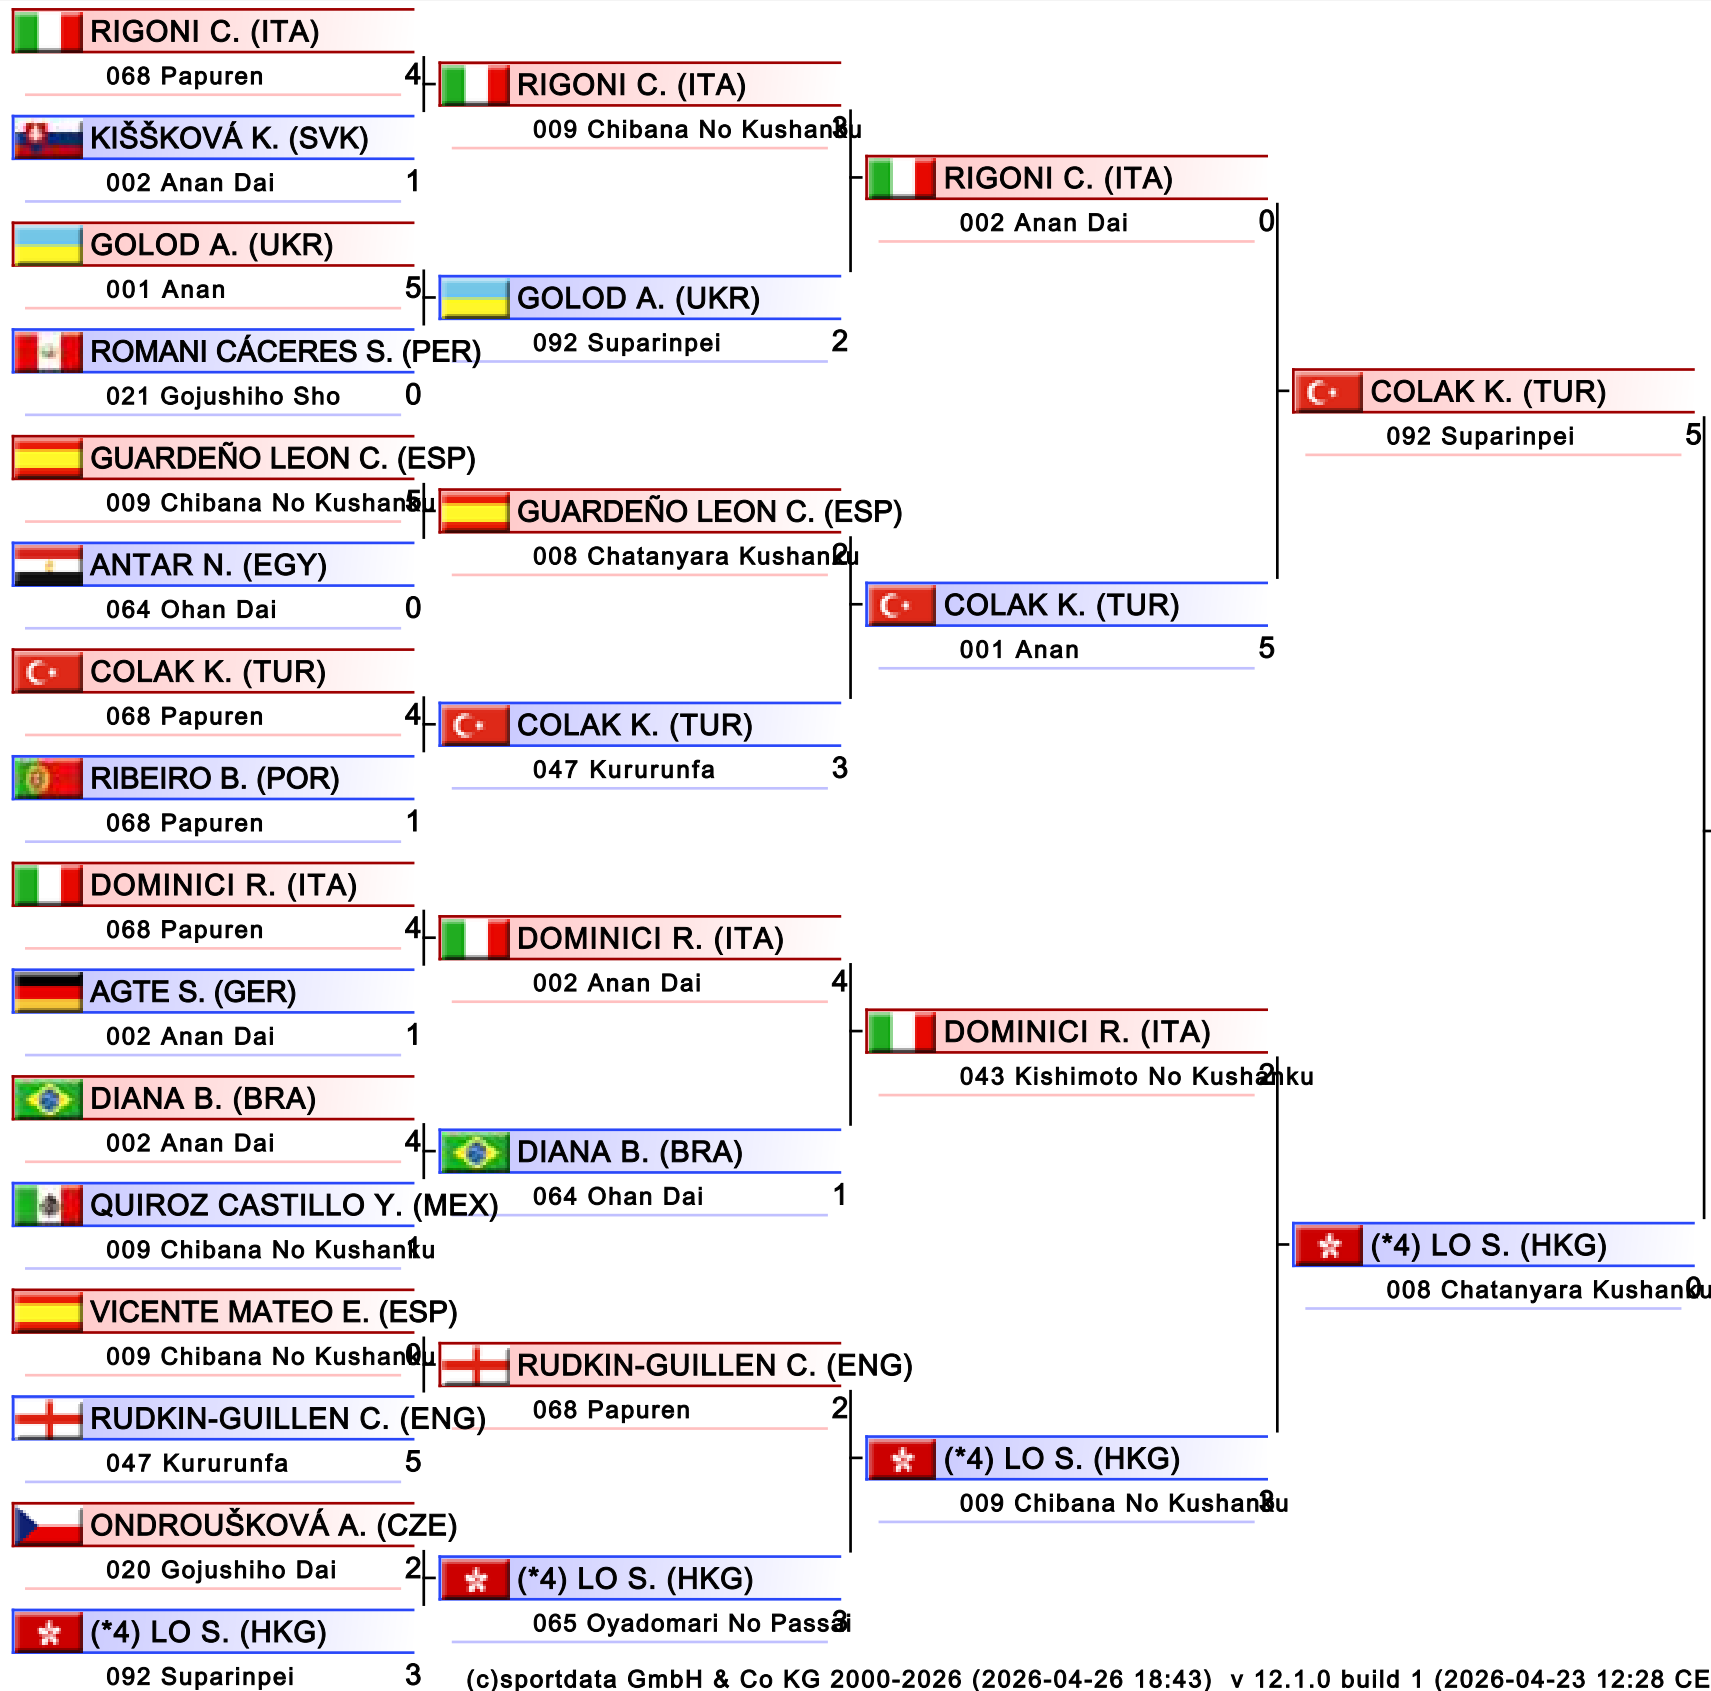 RIGONI C. (ITA)
068 Papuren 4
KIŠŠKOVÁ K. (SVK)
002 Anan Dai 1
GOLOD A. (UKR)
001 Anan 5
ROMANI CÁCERES S. (PER)
021 Gojushiho Sho 0
GUARDEÑO LEON C. (ESP)
009 Chibana No Kushanku 5
ANTAR N. (EGY)
064 Ohan Dai 0
COLAK K. (TUR)
068 Papuren 4
RIBEIRO B. (POR)
068 Papuren 1
DOMINICI R. (ITA)
068 Papuren 4
AGTE S. (GER)
002 Anan Dai 1
DIANA B. (BRA)
002 Anan Dai 4
QUIROZ CASTILLO Y. (MEX)
009 Chibana No Kushanku 1
VICENTE MATEO E. (ESP)
009 Chibana No Kushanku 0
RUDKIN-GUILLEN C. (ENG)
047 Kururunfa 5
ONDROUŠKOVÁ A. (CZE)
020 Gojushiho Dai 2
(*4) LO S. (HKG)
092 Suparinpei 3
RIGONI C. (ITA)
009 Chibana No Kushanku 3
GOLOD A. (UKR)
092 Suparinpei 2
GUARDEÑO LEON C. (ESP)
008 Chatanyara Kushanku 2
COLAK K. (TUR)
047 Kururunfa 3
DOMINICI R. (ITA)
002 Anan Dai 4
DIANA B. (BRA)
064 Ohan Dai 1
RUDKIN-GUILLEN C. (ENG)
068 Papuren 2
(*4) LO S. (HKG)
065 Oyadomari No Passai 3
RIGONI C. (ITA)
002 Anan Dai 0
COLAK K. (TUR)
001 Anan 5
DOMINICI R. (ITA)
043 Kishimoto No Kushanku 2
(*4) LO S. (HKG)
009 Chibana No Kushanku 3
COLAK K. (TUR)
092 Suparinpei 5
(*4) LO S. (HKG)
008 Chatanyara Kushanku 0
(c)sportdata GmbH & Co KG 2000-2026 (2026-04-26 18:43) v 12.1.0 build 1 (2026-04-23 12:28 CE